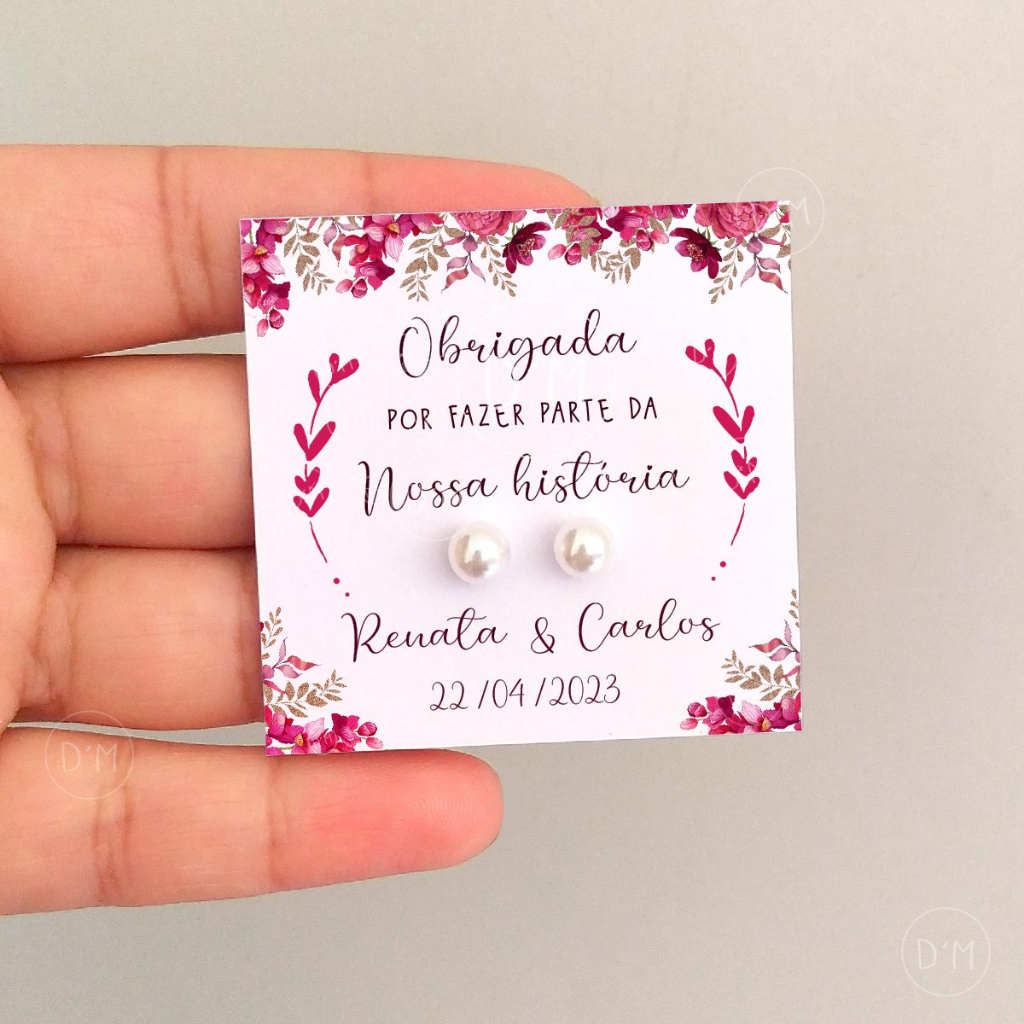 D'M
Obrigada
POR FAZER PARTE DA
Nossa história
Renata & Carlos
22/04/2023
D'M
D'M
D'M